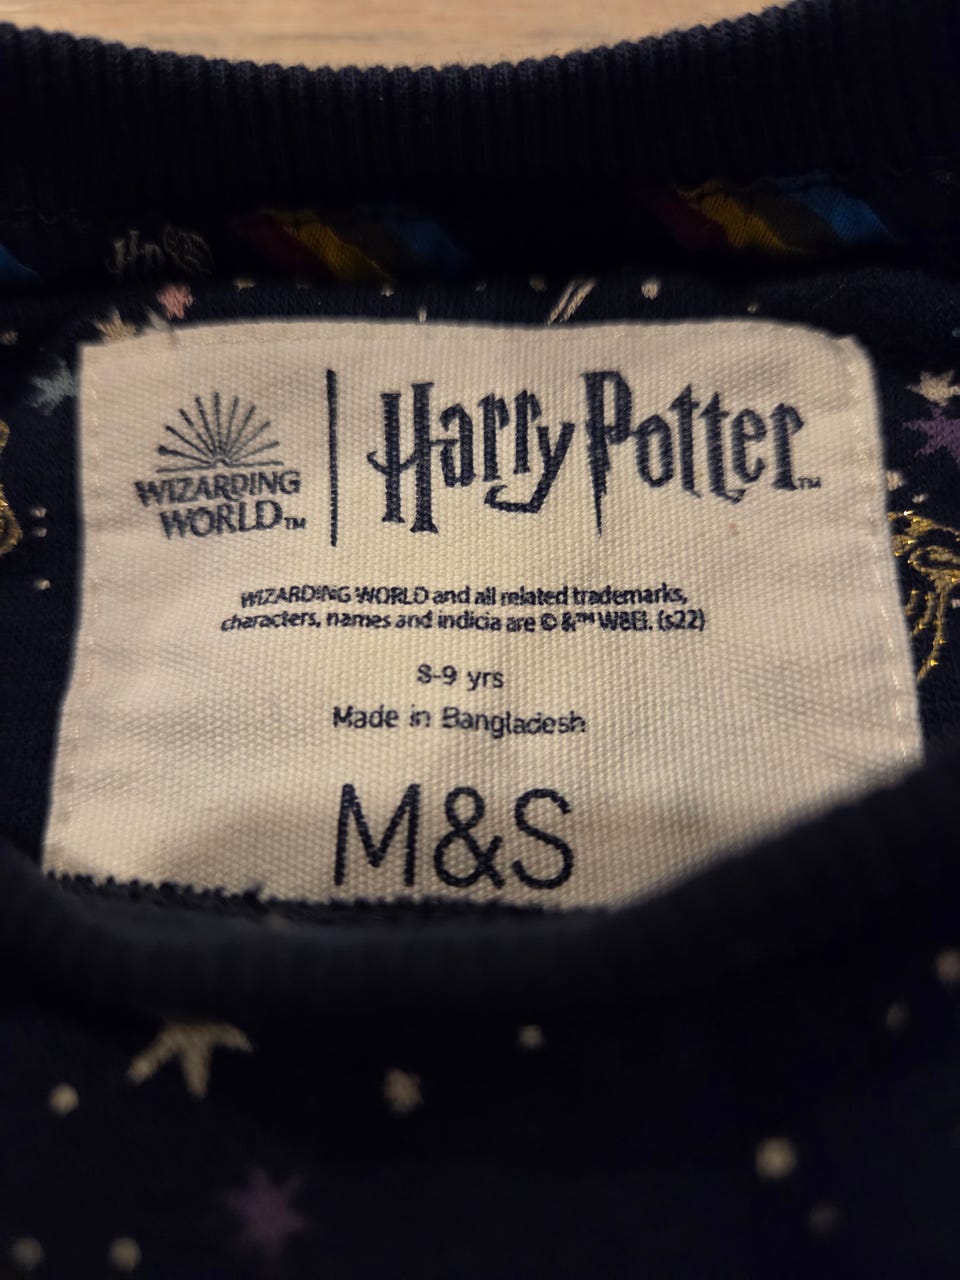 WIZARDING
WORLD™
Harry Potter™
WIZARDING WORLD and all related trademarks,
characters, names and indicia are © &™ WBEI. (s22)
8-9 yrs
Made in Bangladesh
M&S